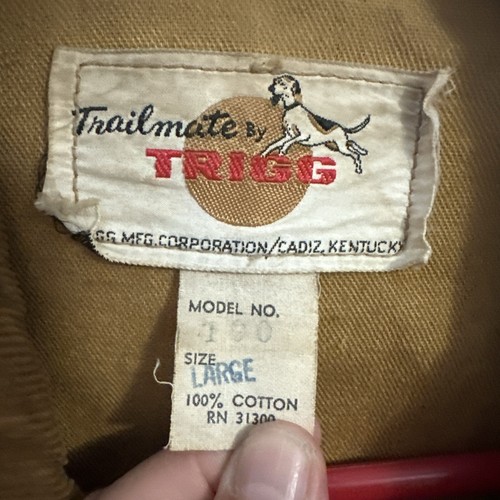 Trailmate By
TRIGG
GG MFG. CORPORATION/CADIZ, KENTUCKY
MODEL NO.
190
SIZE
LARGE
100% COTTON
RN 31300